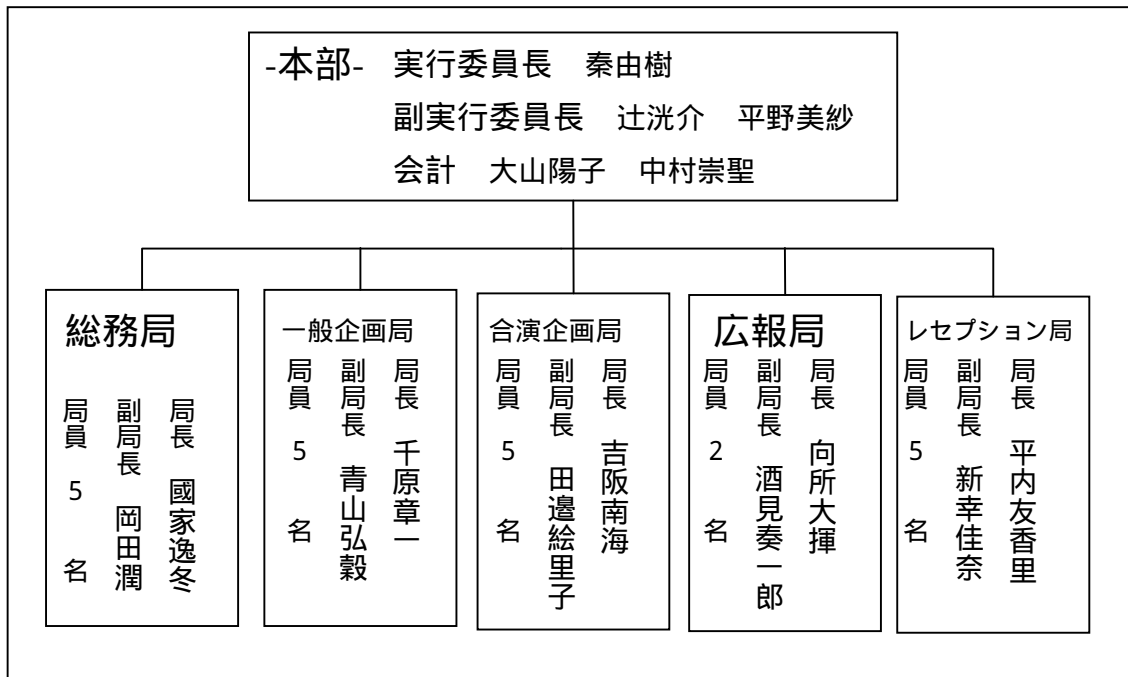 -本部- 実行委員長 秦由樹
副実行委員長 辻洸介 平野美紗
会計 大山陽子 中村崇聖
総務局
局長 國家逸冬
副局長 岡田潤
局員 5 名
一般企画局
局長 千原章一
副局長 青山弘穀
局員 5 名
合演企画局
局長 吉阪南海
副局長 田邉絵里子
局員 5 名
広報局
局長 向所大揮
副局長 酒見奏一郎
局員 2 名
レセプション局
局長 平内友香里
副局長 新幸佳奈
局員 5 名